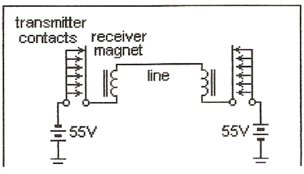 transmitter
contacts
receiver
magnet
line
55V
55V